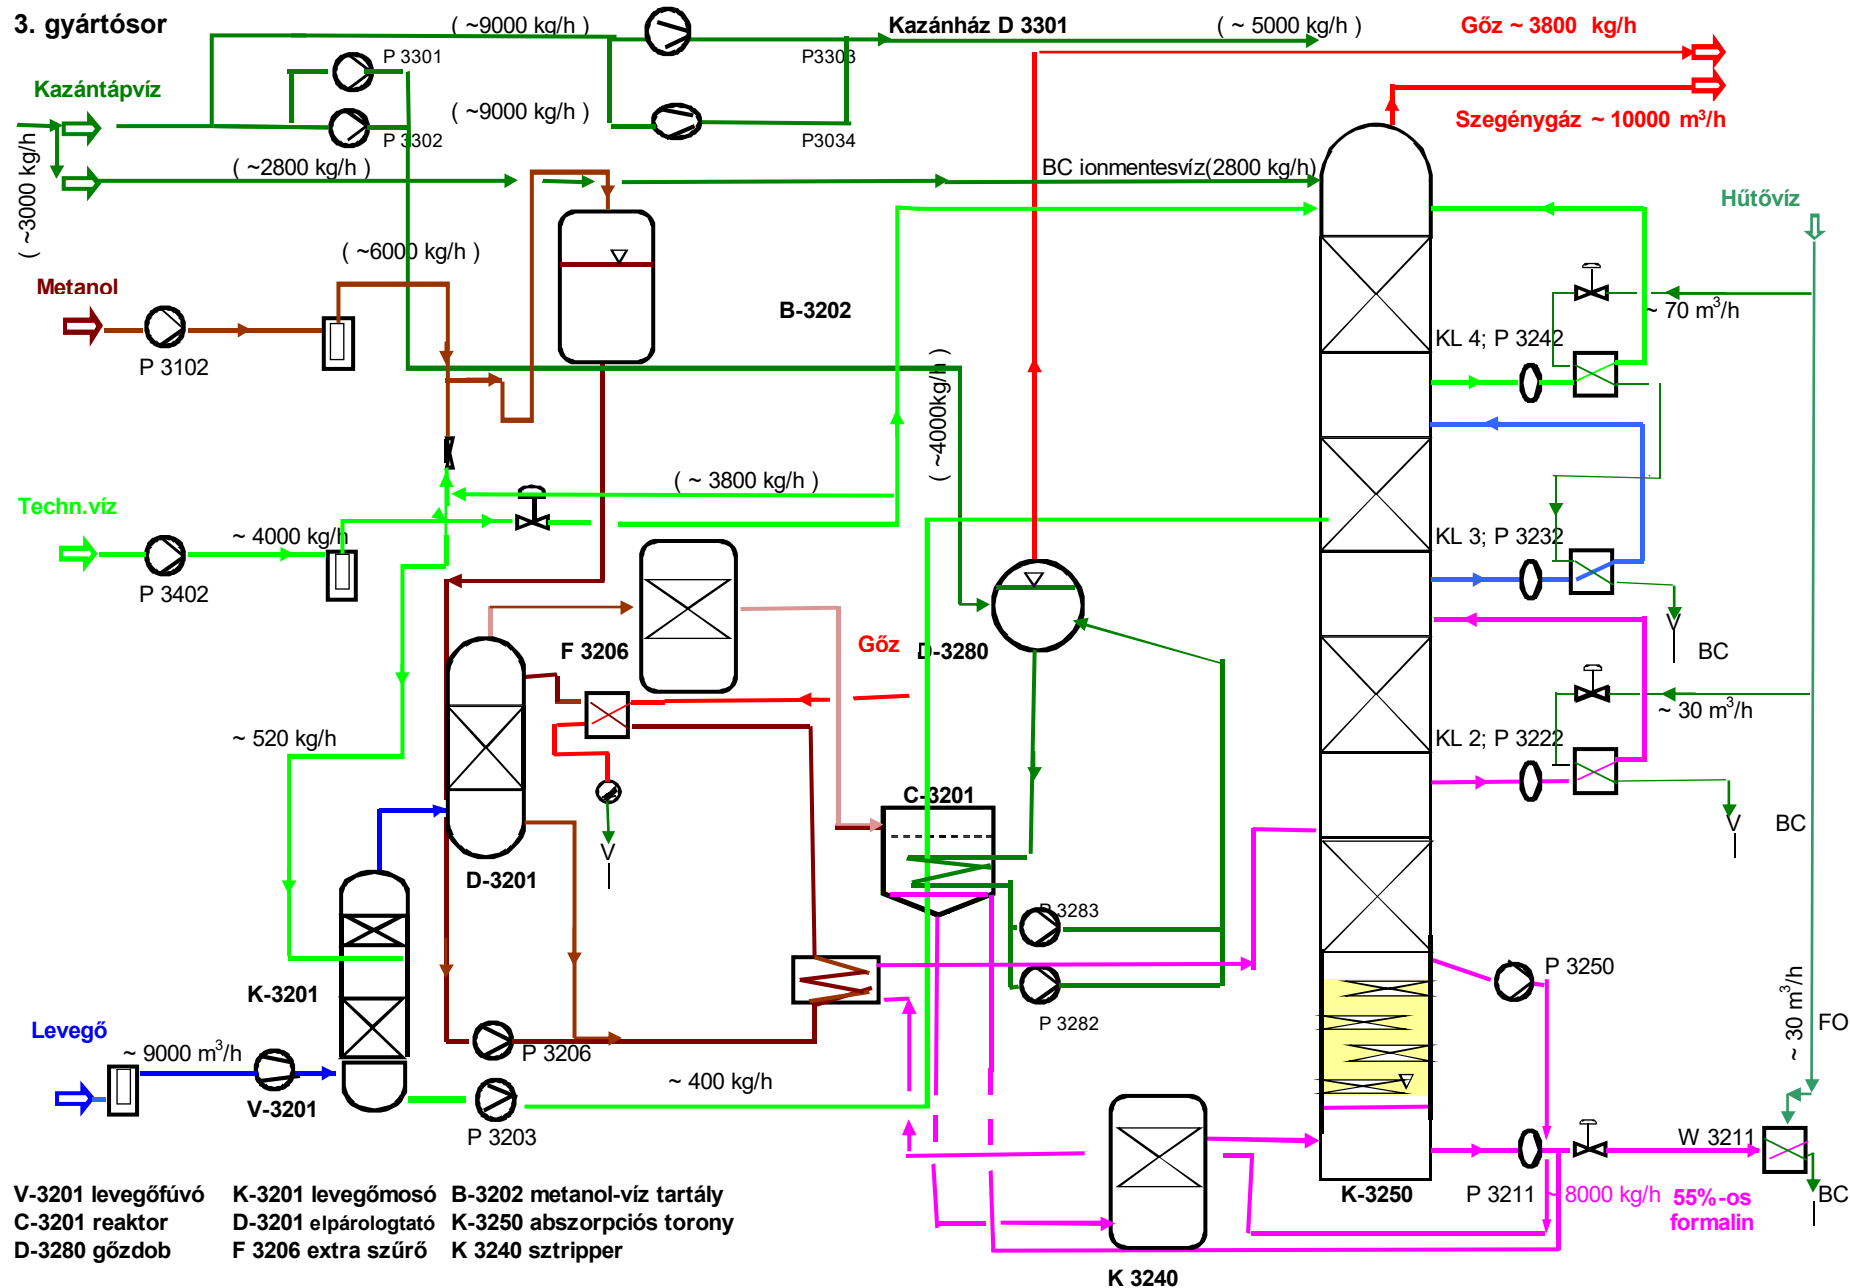 3. gyártósor
( ~9000 kg/h )
Kazánház D 3301
( ~ 5000 kg/h )
Gőz ~ 3800 kg/h
P 3301
P3303
Kazántápvíz
( ~9000 kg/h )
Szegénygáz ~ 10000 m³/h
P 3302
P3034
( ~3000 kg/h )
( ~2800 kg/h )
BC ionmentesvíz(2800 kg/h)
Hűtővíz
( ~6000 kg/h )
Metanol
B-3202
~ 70 m³/h
P 3102
KL 4; P 3242
( ~4000kg/h )
( ~ 3800 kg/h )
Techn.víz
~ 4000 kg/h
KL 3; P 3232
P 3402
F 3206
Gőz
D-3280
V
BC
~ 30 m³/h
~ 520 kg/h
KL 2; P 3222
C-3201
V
BC
V
D-3201
P 3283
K-3201
P 3250
P 3282
~ 30 m³/h
FO
Levegő
~ 9000 m³/h
P 3206
~ 400 kg/h
V-3201
P 3203
W 3211
K-3250
P 3211
~ 8000 kg/h
55%-os
formalin
BC
V-3201 levegőfúvó
K-3201 levegőmosó
B-3202 metanol-víz tartály
C-3201 reaktor
D-3201 elpárologtató
K-3250 abszorpciós torony
D-3280 gőzdob
F 3206 extra szűrő
K 3240 sztripper
K 3240